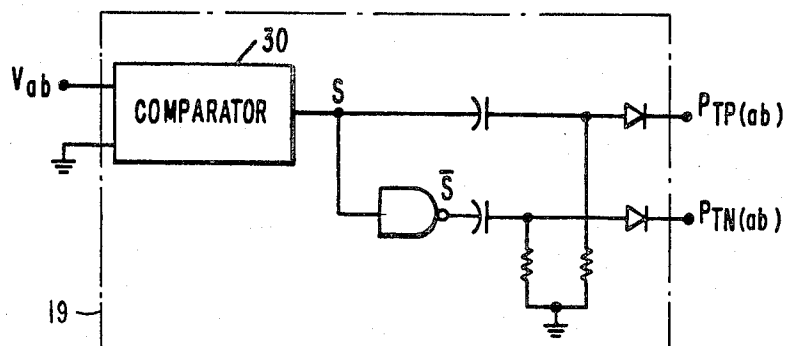 30
Vab
COMPARATOR
S
PTP(ab)
S̄
PTN(ab)
19